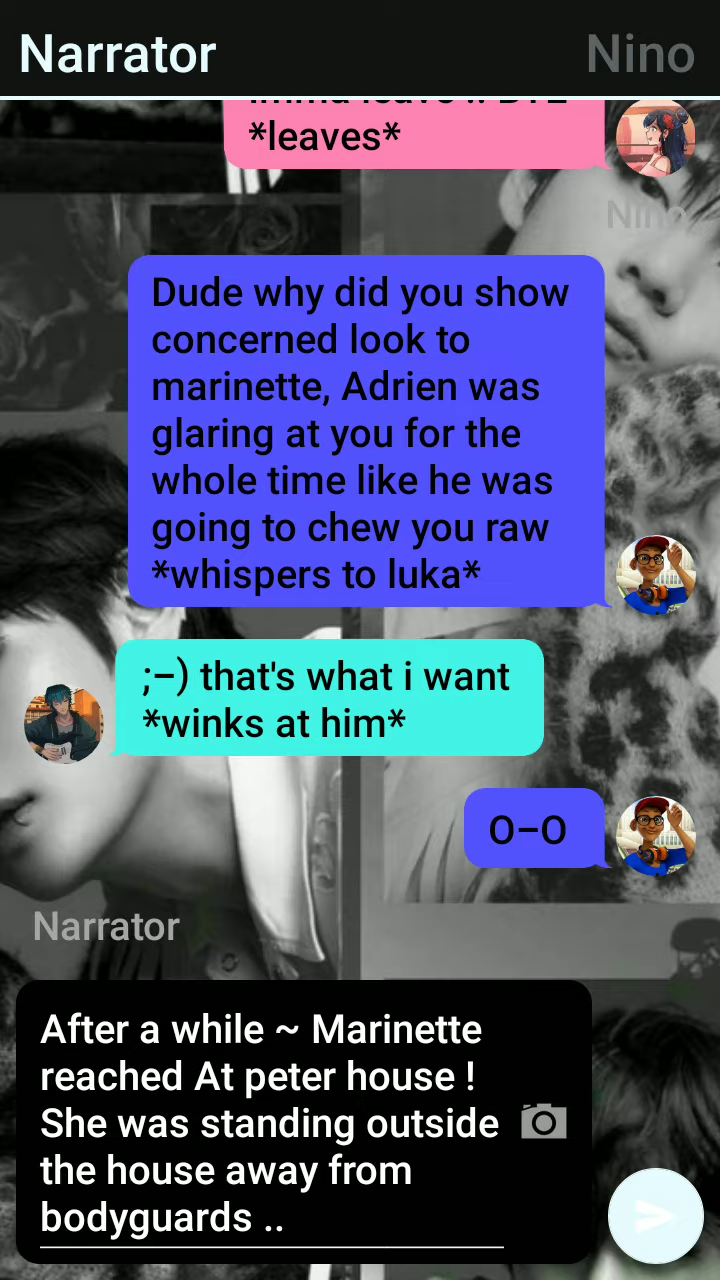 Narrator
Nino
*leaves*
Nino
Dude why did you show
concerned look to
marinette, Adrien was
glaring at you for the
whole time like he was
going to chew you raw
*whispers to luka*
;-) that's what i want
*winks at him*
O-O
Narrator
After a while ~ Marinette
reached At peter house !
She was standing outside
the house away from
bodyguards ..